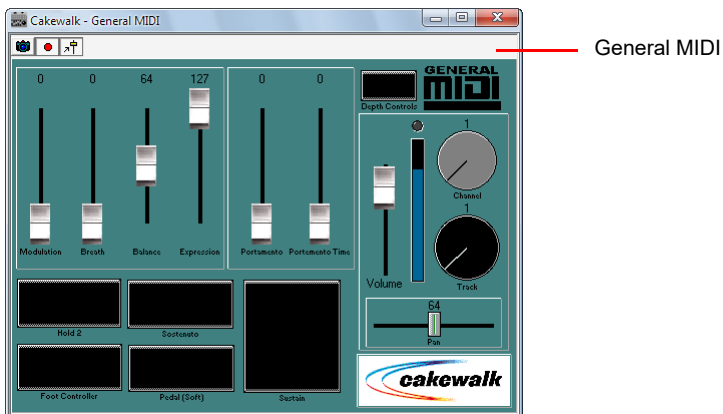 Cakewalk - General MIDI
General MIDI
0 0 64 127 0 0
GENERAL
MIDI
Depth Controls
1
Channel
1
Modulation Breath Balance Expression Portamento Portemento Time
Volume
Track
64
Pan
Hold 2 Sostenuto
Foot Controller Pedal (Soft) Sustain
cakewalk